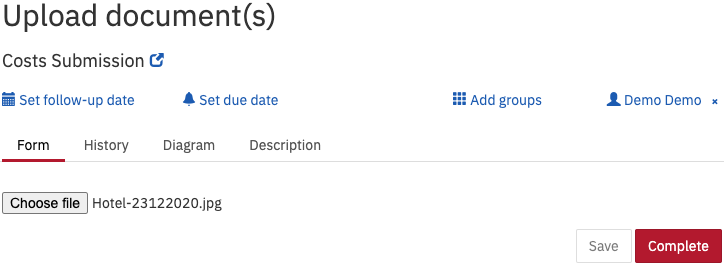 Upload document(s)
Costs Submission
Set follow-up date Set due date Add groups Demo Demo ×
Form History Diagram Description
Choose file Hotel-23122020.jpg
Save Complete